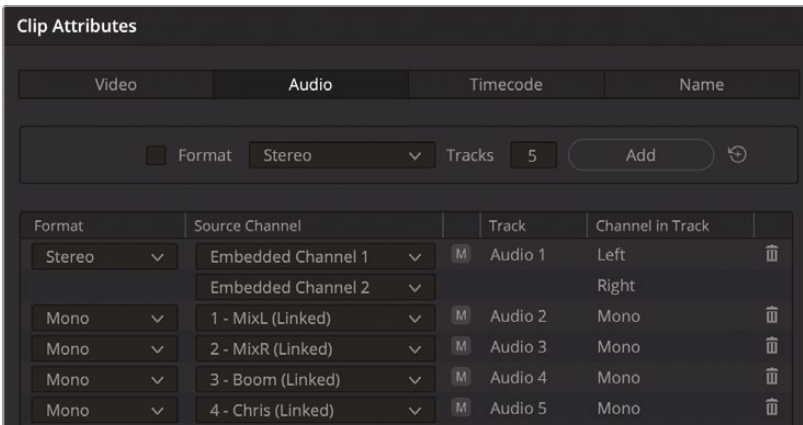 Clip Attributes
Video Audio Timecode Name
Format Stereo Tracks 5 Add
Format Source Channel Track Channel in Track
Stereo Embedded Channel 1 M Audio 1 Left
Embedded Channel 2 Right
Mono 1 - MixL (Linked) M Audio 2 Mono
Mono 2 - MixR (Linked) M Audio 3 Mono
Mono 3 - Boom (Linked) M Audio 4 Mono
Mono 4 - Chris (Linked) M Audio 5 Mono